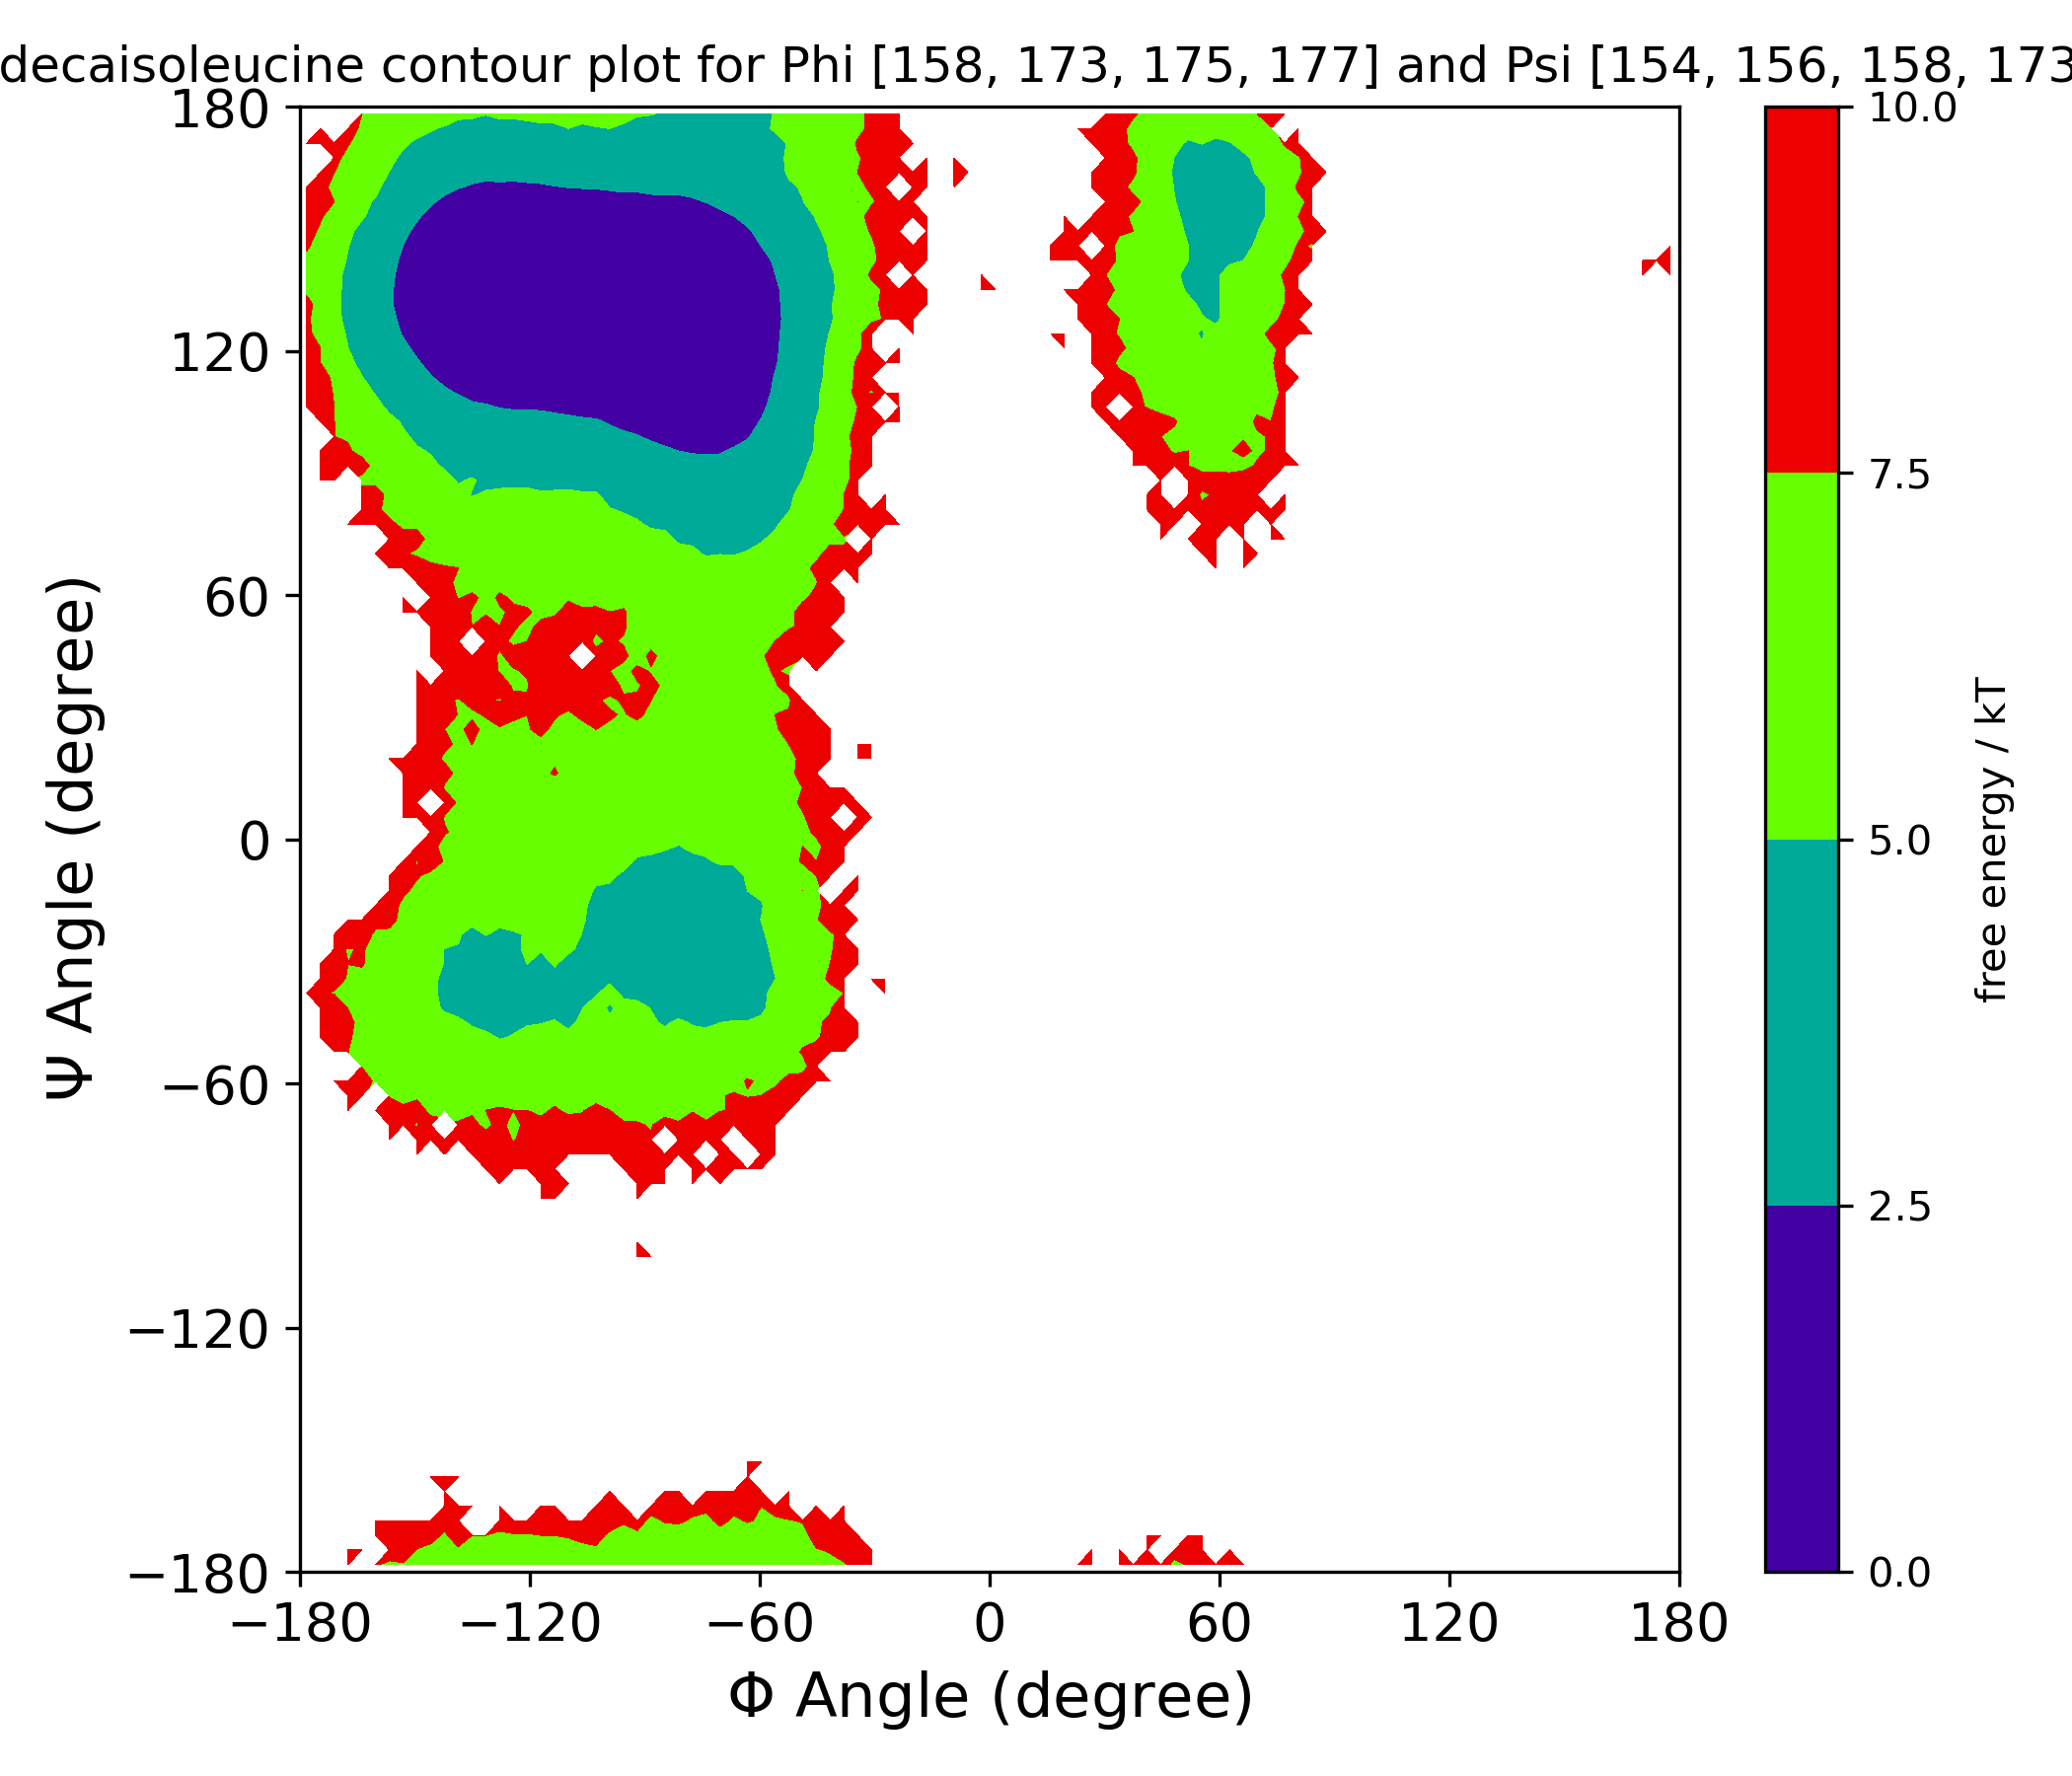 decaisoleucine contour plot for Phi [158, 173, 175, 177] and Psi [154, 156, 158, 173
180
120
60
0
−60
−120
−180
Ψ Angle (degree)
−180 −120 −60 0 60 120 180
Φ Angle (degree)
10.0
7.5
5.0
2.5
0.0
free energy / kT